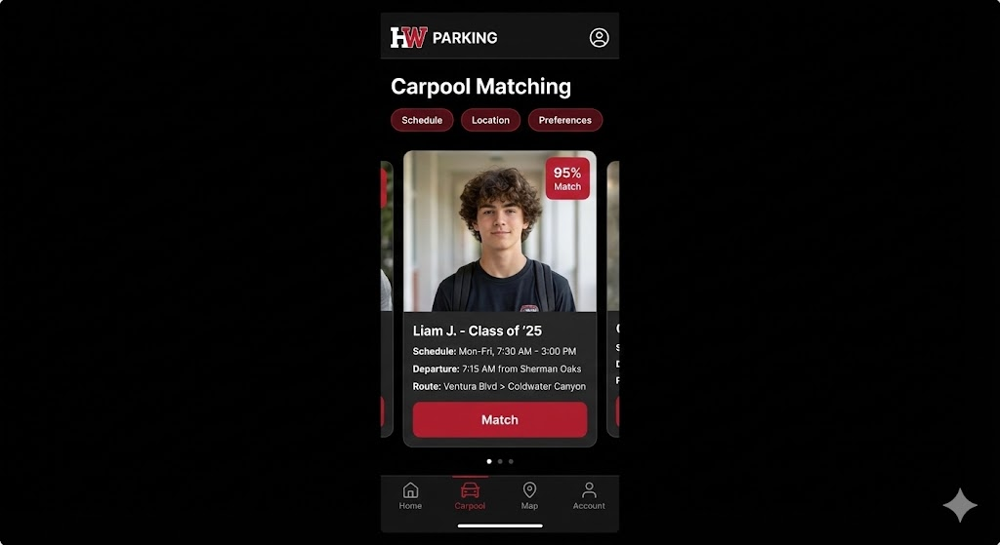 HW PARKING
Carpool Matching
Schedule
Location
Preferences
95%
Match
Liam J. - Class of ’25
Schedule: Mon-Fri, 7:30 AM - 3:00 PM
Departure: 7:15 AM from Sherman Oaks
Route: Ventura Blvd > Coldwater Canyon
Match
Home
Carpool
Map
Account